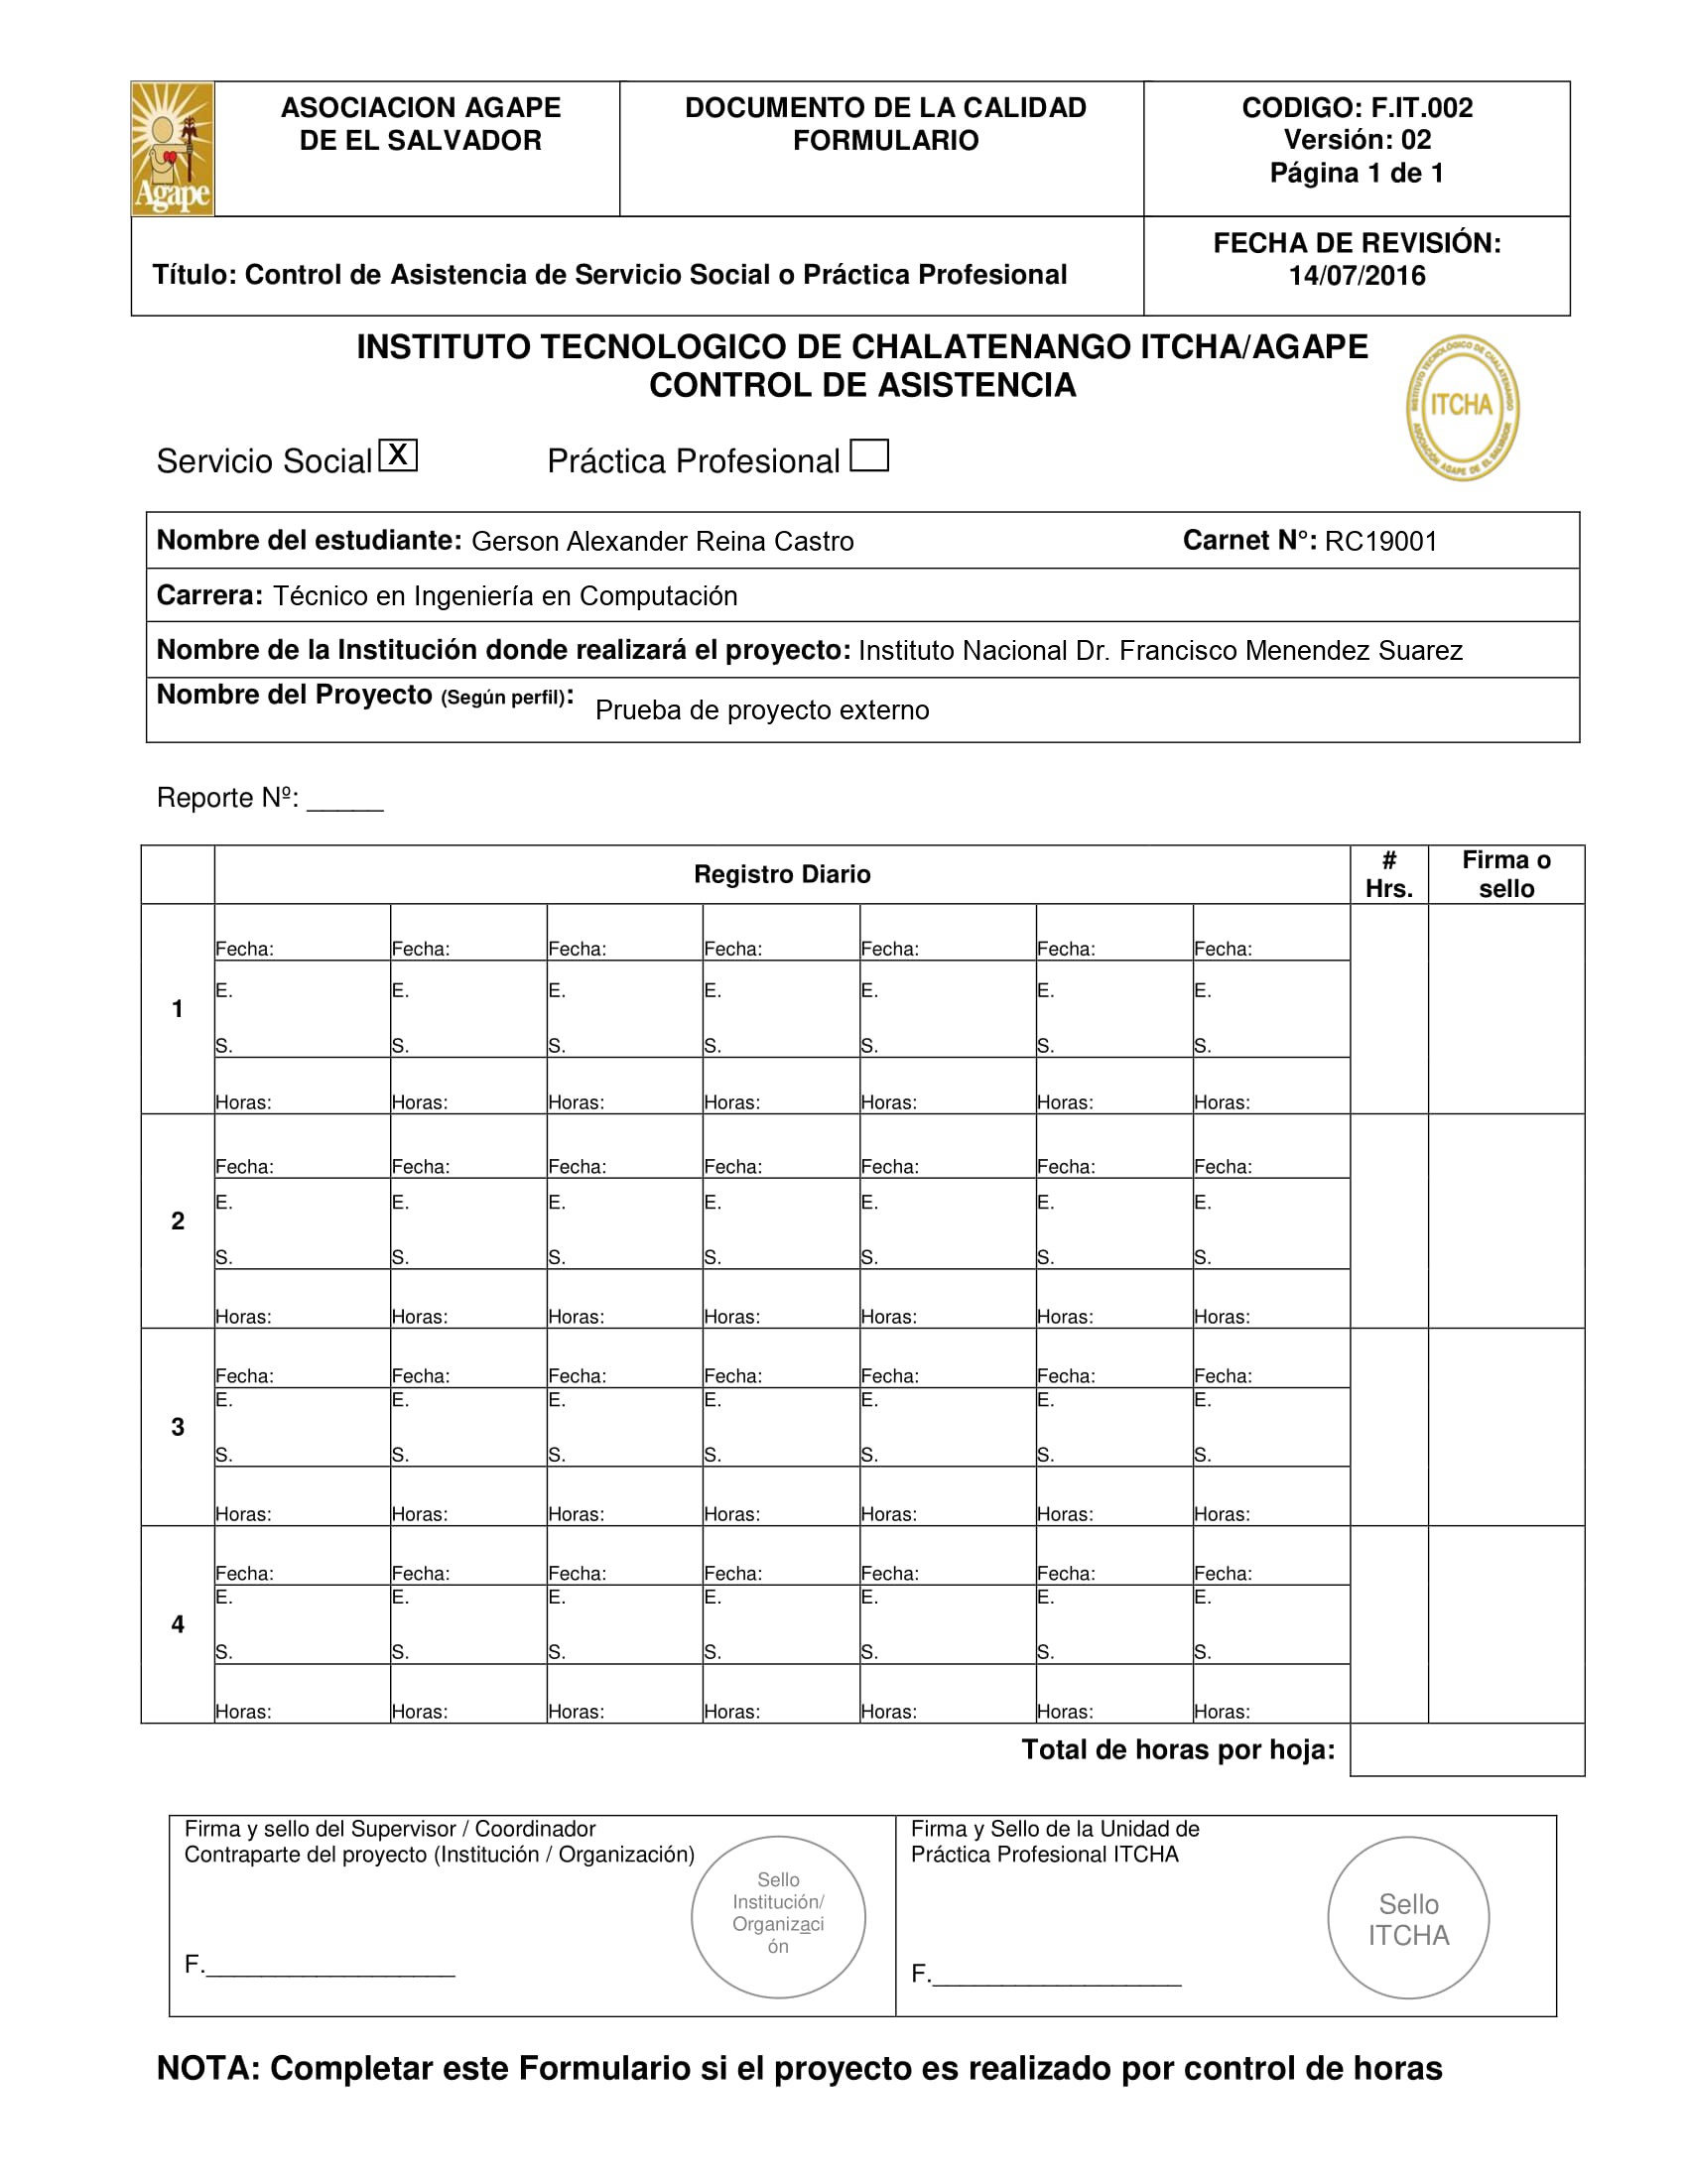 Agape
ASOCIACION AGAPE
DE EL SALVADOR
DOCUMENTO DE LA CALIDAD
FORMULARIO
CODIGO: F.IT.002
Versión: 02
Página 1 de 1
Título: Control de Asistencia de Servicio Social o Práctica Profesional
FECHA DE REVISIÓN:
14/07/2016
INSTITUTO TECNOLOGICO DE CHALATENANGO ITCHA/AGAPE
CONTROL DE ASISTENCIA
INSTITUTO TECNOLÓGICO DE CHALATENANGO
ITCHA
ASOCIACIÓN AGAPE DE EL SALVADOR
Servicio Social X Práctica Profesional
Nombre del estudiante: Gerson Alexander Reina Castro Carnet N°: RC19001
Carrera: Técnico en Ingeniería en Computación
Nombre de la Institución donde realizará el proyecto: Instituto Nacional Dr. Francisco Menendez Suarez
Nombre del Proyecto (Según perfil): Prueba de proyecto externo
Reporte Nº: _____
Registro Diario # Hrs. Firma o sello
Fecha: Fecha: Fecha: Fecha: Fecha: Fecha: Fecha:
E. E. E. E. E. E. E.
1
S. S. S. S. S. S. S.
Horas: Horas: Horas: Horas: Horas: Horas: Horas:
Fecha: Fecha: Fecha: Fecha: Fecha: Fecha: Fecha:
E. E. E. E. E. E. E.
2
S. S. S. S. S. S. S.
Horas: Horas: Horas: Horas: Horas: Horas: Horas:
Fecha: Fecha: Fecha: Fecha: Fecha: Fecha: Fecha:
E. E. E. E. E. E. E.
3
S. S. S. S. S. S. S.
Horas: Horas: Horas: Horas: Horas: Horas: Horas:
Fecha: Fecha: Fecha: Fecha: Fecha: Fecha: Fecha:
E. E. E. E. E. E. E.
4
S. S. S. S. S. S. S.
Horas: Horas: Horas: Horas: Horas: Horas: Horas:
Total de horas por hoja:
Firma y sello del Supervisor / Coordinador
Contraparte del proyecto (Institución / Organización)
Sello
Institución/
Organizaci
ón
F.____________________
Firma y Sello de la Unidad de
Práctica Profesional ITCHA
Sello
ITCHA
F.____________________
NOTA: Completar este Formulario si el proyecto es realizado por control de horas